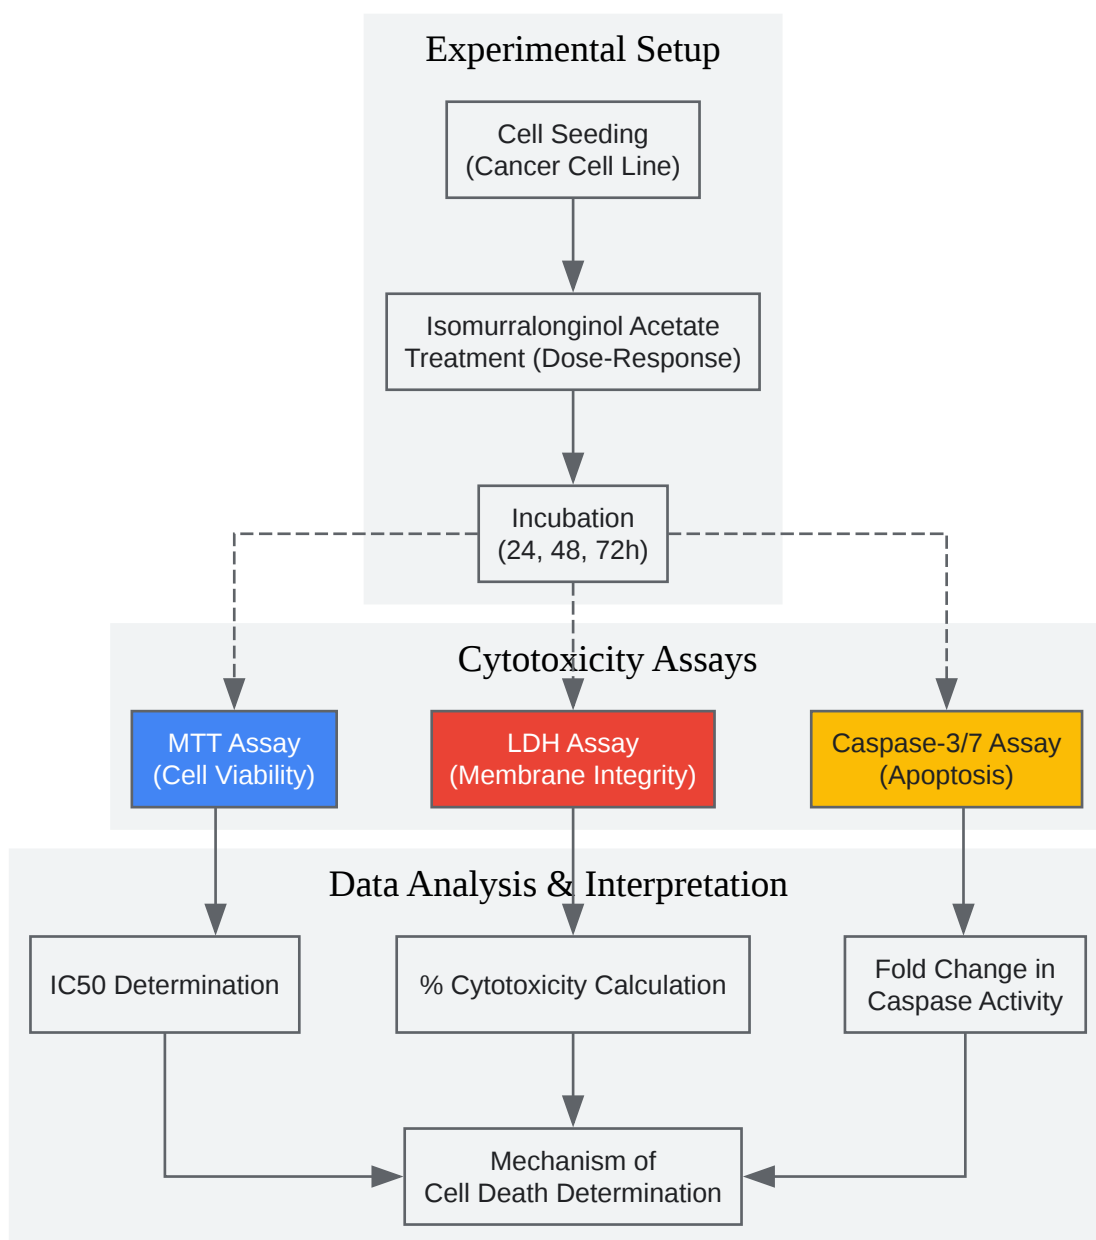 Experimental Setup
Cell Seeding
(Cancer Cell Line)
Isomurralonginol Acetate
Treatment (Dose-Response)
Incubation
(24, 48, 72h)
Cytotoxicity Assays
MTT Assay
(Cell Viability)
LDH Assay
(Membrane Integrity)
Caspase-3/7 Assay
(Apoptosis)
Data Analysis & Interpretation
IC50 Determination
% Cytotoxicity Calculation
Fold Change in
Caspase Activity
Mechanism of
Cell Death Determination